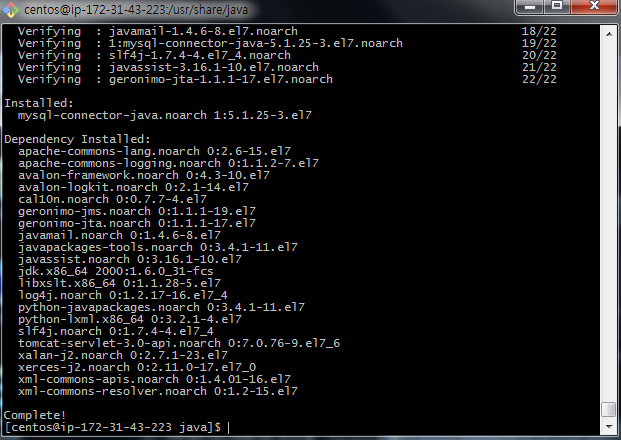 centos@ip-172-31-43-223:/usr/share/java
Verifying : javamail-1.4.6-8.el7.noarch 18/22
Verifying : 1:mysql-connector-java-5.1.25-3.el7.noarch 19/22
Verifying : slf4j-1.7.4-4.el7_4.noarch 20/22
Verifying : javassist-3.16.1-10.el7.noarch 21/22
Verifying : geronimo-jta-1.1.1-17.el7.noarch 22/22
Installed:
mysql-connector-java.noarch 1:5.1.25-3.el7
Dependency Installed:
apache-commons-lang.noarch 0:2.6-15.el7
apache-commons-logging.noarch 0:1.1.2-7.el7
avalon-framework.noarch 0:4.3-10.el7
avalon-logkit.noarch 0:2.1-14.el7
cal10n.noarch 0:0.7.7-4.el7
geronimo-jms.noarch 0:1.1.1-19.el7
geronimo-jta.noarch 0:1.1.1-17.el7
javamail.noarch 0:1.4.6-8.el7
javapackages-tools.noarch 0:3.4.1-11.el7
javassist.noarch 0:3.16.1-10.el7
jdk.x86_64 2000:1.6.0_31-fcs
libxslt.x86_64 0:1.1.28-5.el7
log4j.noarch 0:1.2.17-16.el7_4
python-javapackages.noarch 0:3.4.1-11.el7
python-lxml.x86_64 0:3.2.1-4.el7
slf4j.noarch 0:1.7.4-4.el7_4
tomcat-servlet-3.0-api.noarch 0:7.0.76-9.el7_6
xalan-j2.noarch 0:2.7.1-23.el7
xerces-j2.noarch 0:2.11.0-17.el7_0
xml-commons-apis.noarch 0:1.4.01-16.el7
xml-commons-resolver.noarch 0:1.2-15.el7
Complete!
[centos@ip-172-31-43-223 java]$